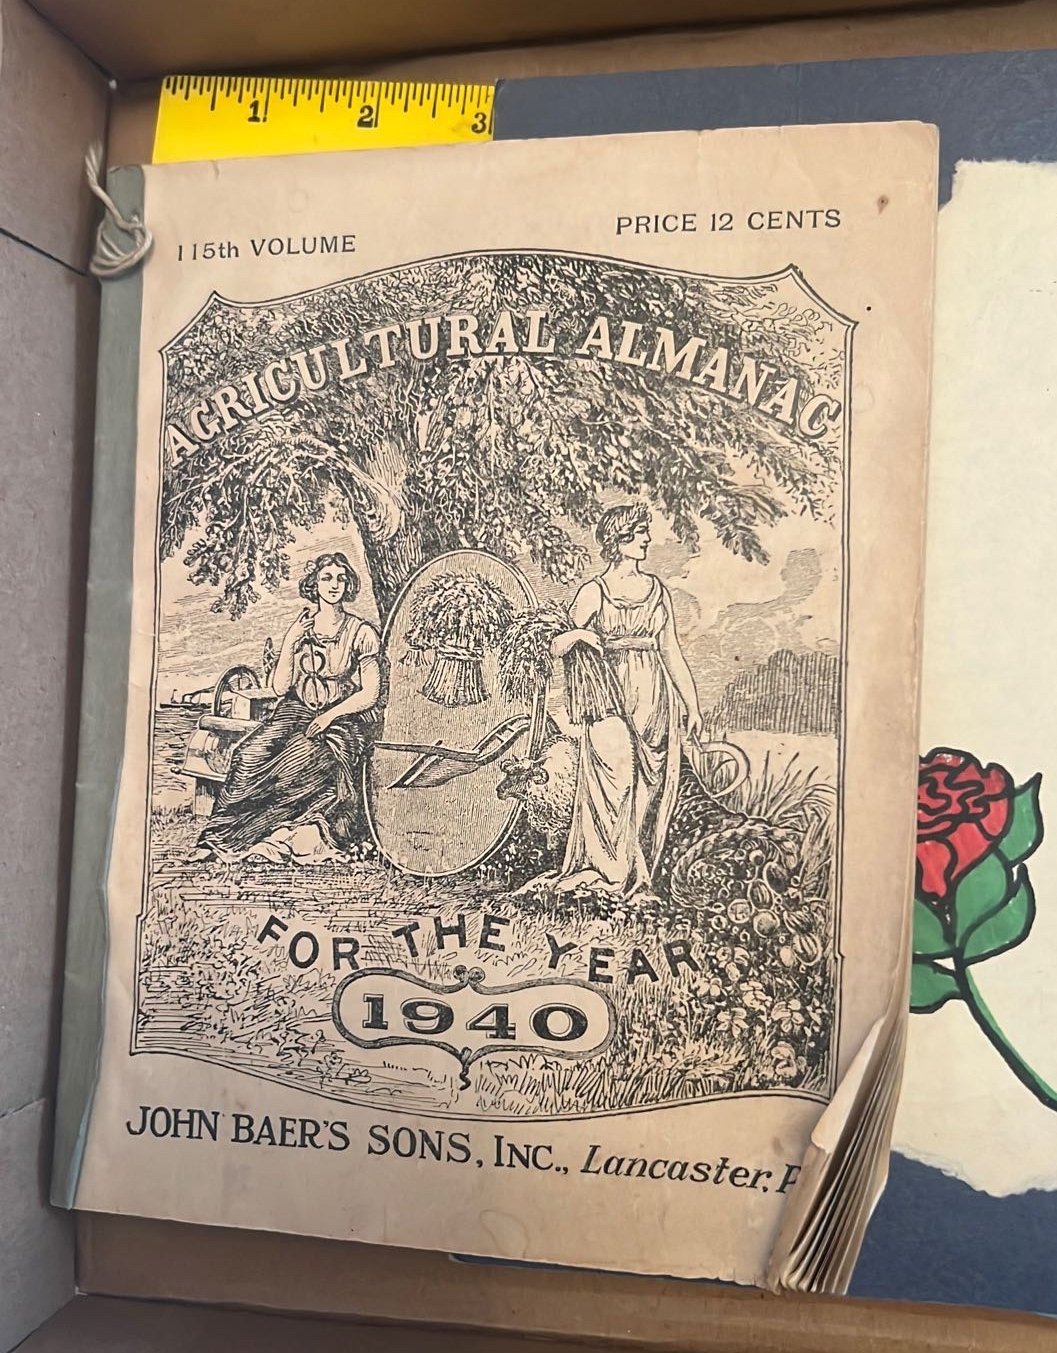 1 2 3
115th VOLUME PRICE 12 CENTS
AGRICULTURAL ALMANAC
FOR THE YEAR
1940
JOHN BAER'S SONS, INC., Lancaster,